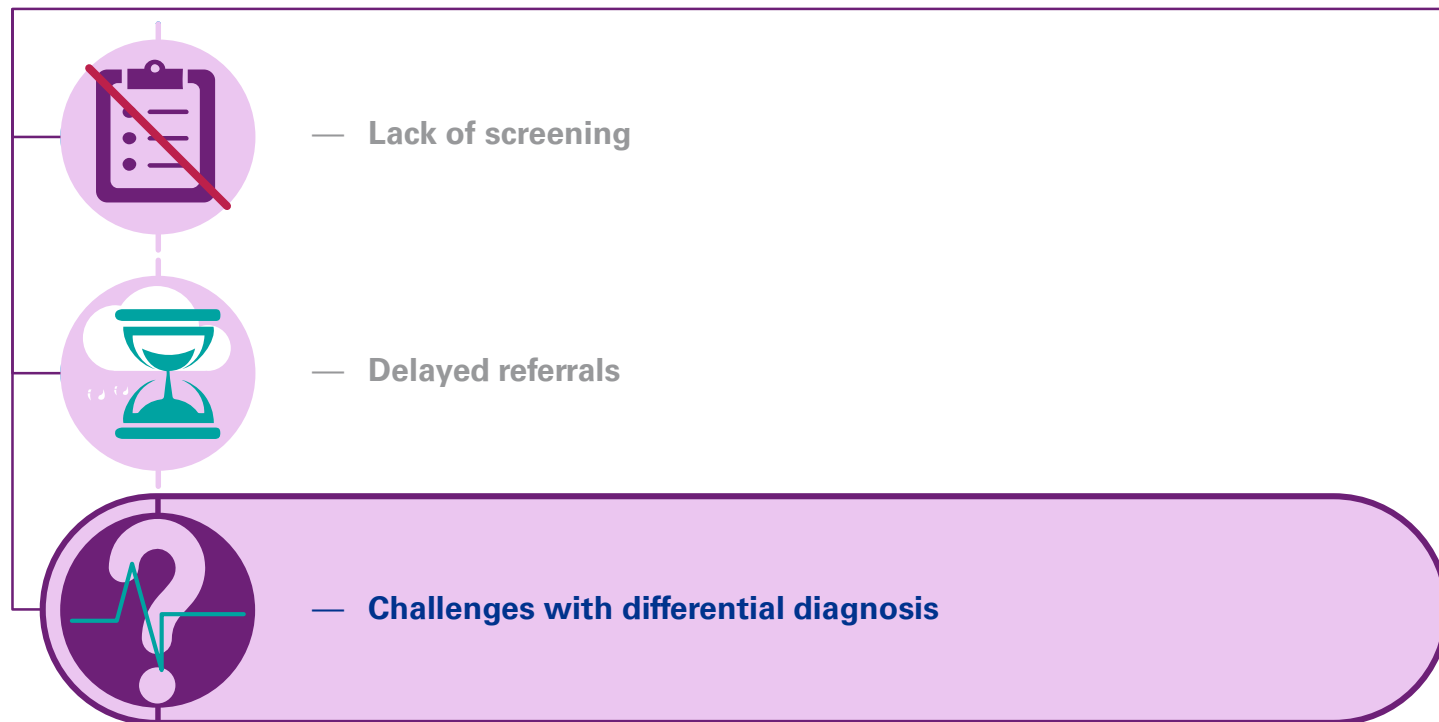 — Lack of screening
— Delayed referrals
— Challenges with differential diagnosis